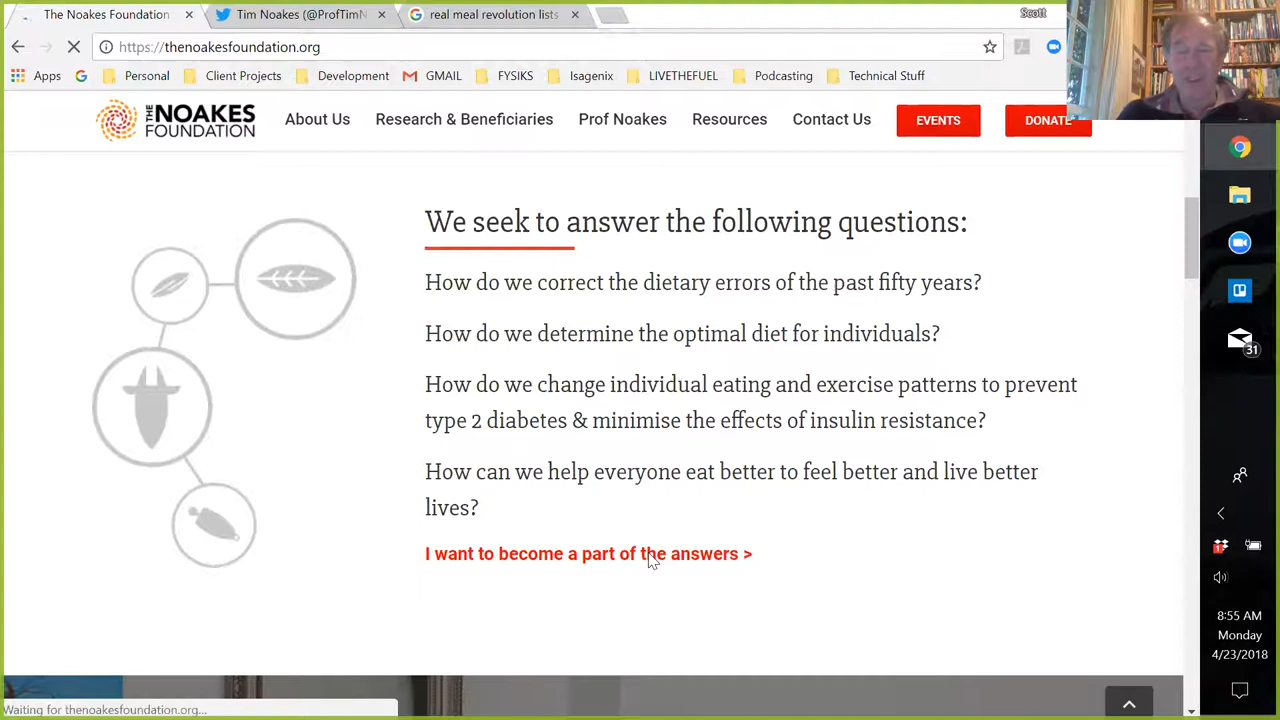 The Noakes Foundation
Tim Noakes (@ProfTimN
real meal revolution lists
Scott
https://thenoakesfoundation.org
Apps
Personal
Client Projects
Development
GMAIL
FYSIKS
Isagenix
LIVETHEFUEL
Podcasting
Technical Stuff
THE NOAKES
FOUNDATION
About Us
Research & Beneficiaries
Prof Noakes
Resources
Contact Us
EVENTS
DONATE
We seek to answer the following questions:
How do we correct the dietary errors of the past fifty years?
How do we determine the optimal diet for individuals?
How do we change individual eating and exercise patterns to prevent
type 2 diabetes & minimise the effects of insulin resistance?
How can we help everyone eat better to feel better and live better
lives?
I want to become a part of the answers >
Waiting for thenoakesfoundation.org...
31
1
8:55 AM
Monday
4/23/2018